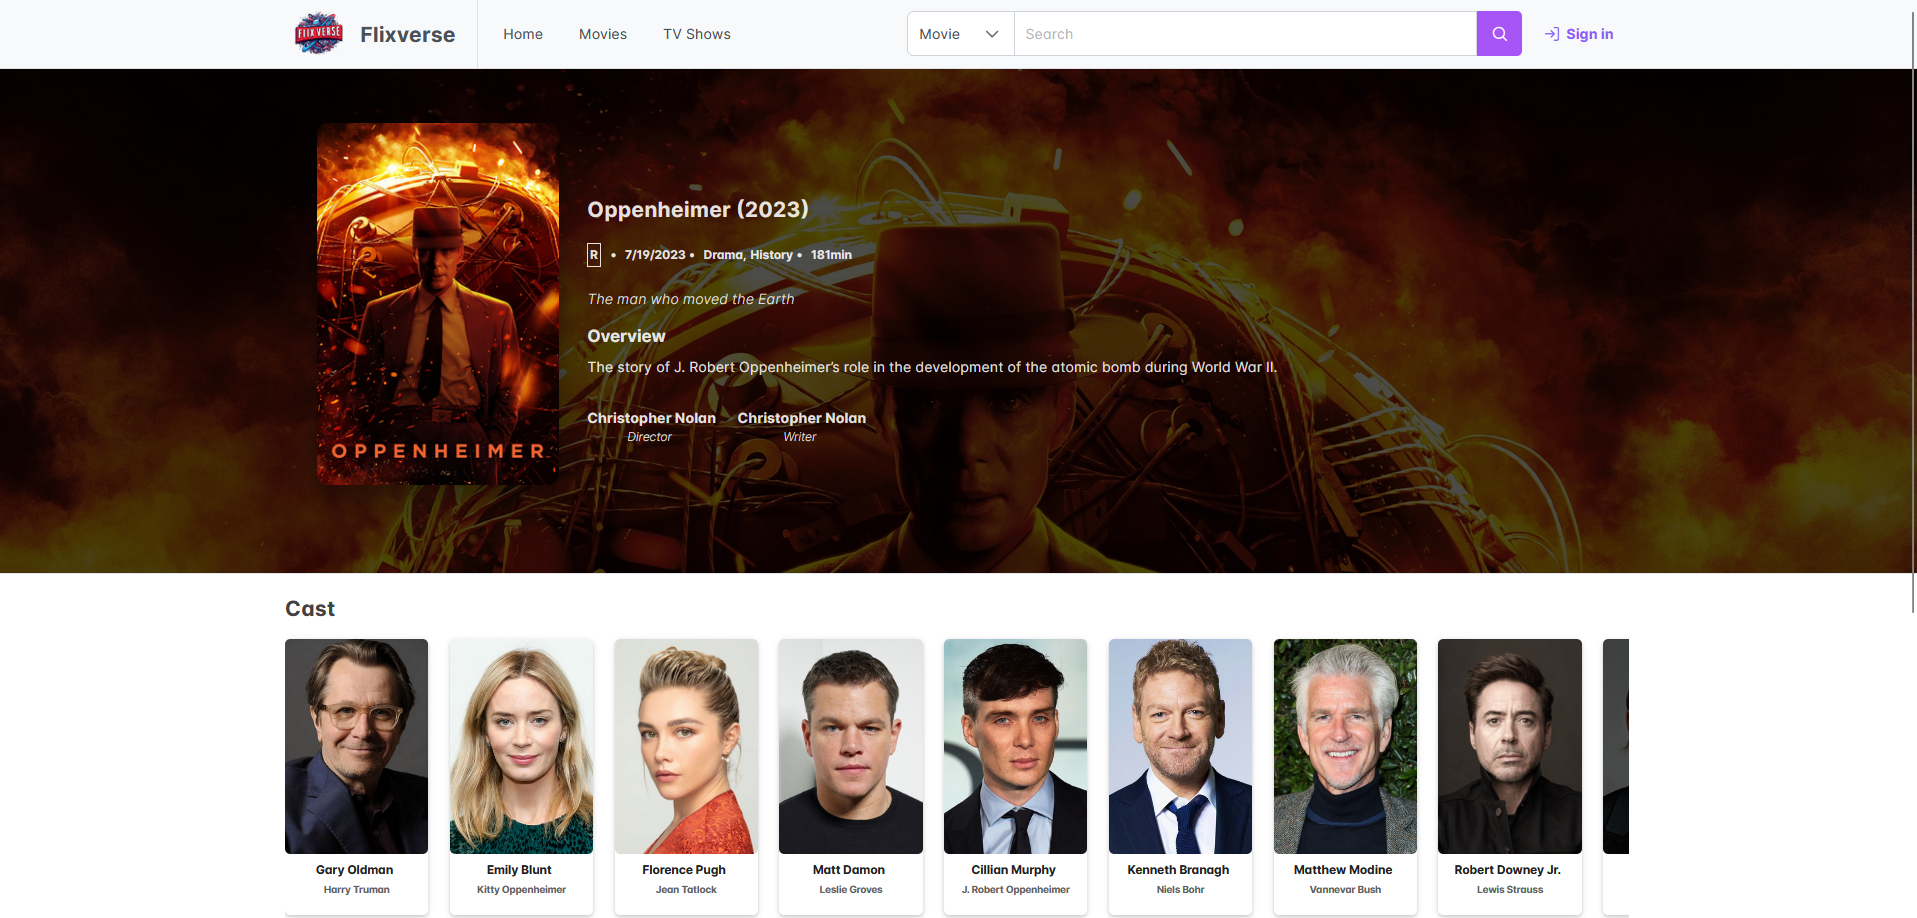 FLIXVERSE
Flixverse
Home
Movies
TV Shows
Movie
Search
Sign in
OPPENHEIMER
Oppenheimer (2023)
R • 7/19/2023 • Drama, History • 181min
The man who moved the Earth
Overview
The story of J. Robert Oppenheimer's role in the development of the atomic bomb during World War II.
Christopher Nolan
Director
Christopher Nolan
Writer
Cast
Gary Oldman
Harry Truman
Emily Blunt
Kitty Oppenheimer
Florence Pugh
Jean Tatlock
Matt Damon
Leslie Groves
Cillian Murphy
J. Robert Oppenheimer
Kenneth Branagh
Niels Bohr
Matthew Modine
Vannevar Bush
Robert Downey Jr.
Lewis Strauss